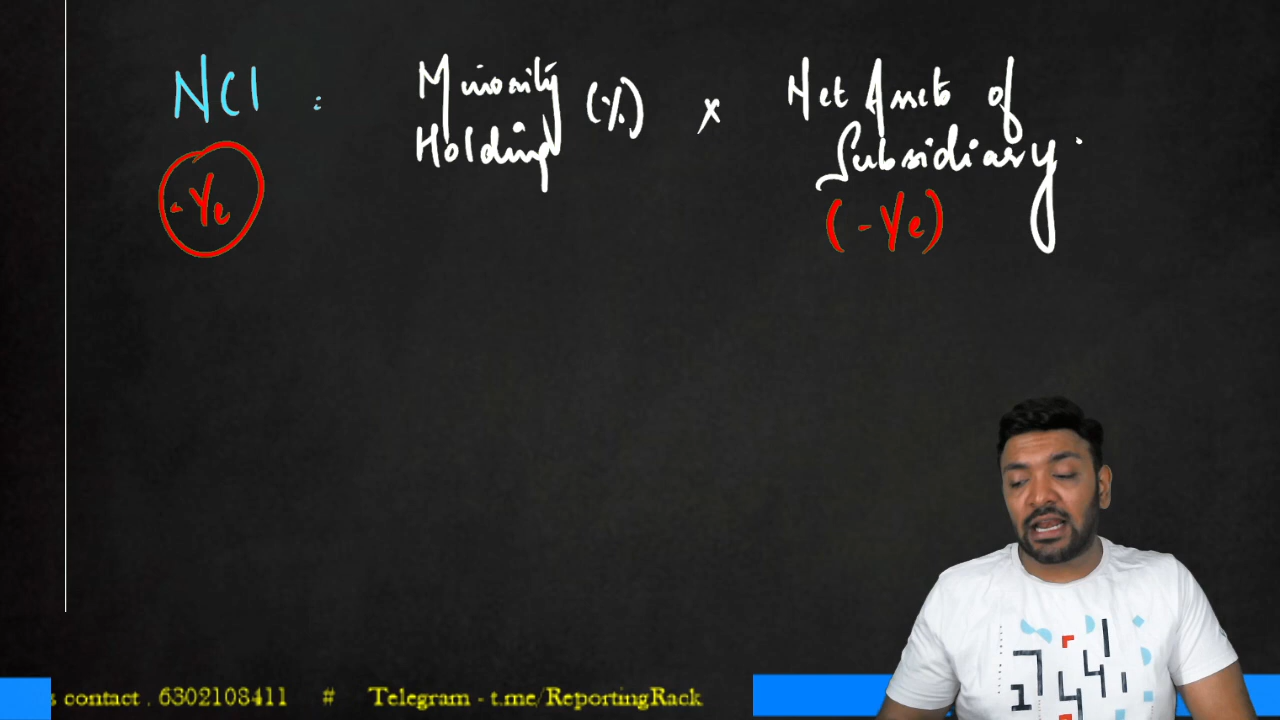 NCI : Minority Holding (%) x Net Assets of Subsidiary.
-Ve (-Ve)
s contact . 6302108411 # Telegram - t.me/ReportingRack